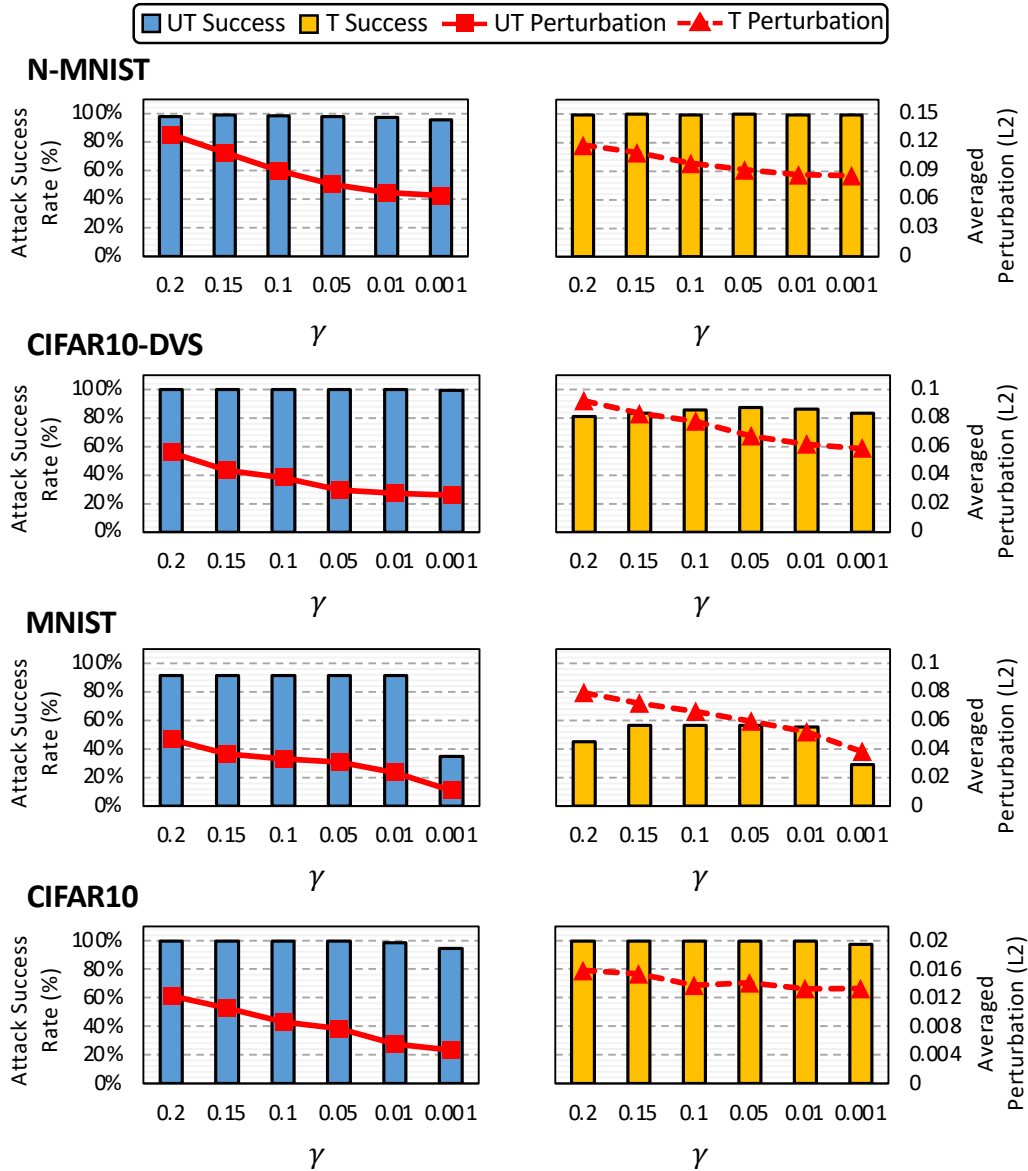 UT Success T Success UT Perturbation T Perturbation
N-MNIST
Attack Success Rate (%)
100%
80%
60%
40%
20%
0%
0.2 0.15 0.1 0.05 0.01 0.001
γ
0.2 0.15 0.1 0.05 0.01 0.001
γ
0.15
0.12
0.09
0.06
0.03
0
Averaged
Perturbation (L2)
CIFAR10-DVS
Attack Success
Rate (%)
100%
80%
60%
40%
20%
0%
0.2 0.15 0.1 0.05 0.01 0.001
γ
0.2 0.15 0.1 0.05 0.01 0.001
γ
0.1
0.08
0.06
0.04
0.02
0
Averaged
Perturbation (L2)
MNIST
Attack Success
Rate (%)
100%
80%
60%
40%
20%
0%
0.2 0.15 0.1 0.05 0.01 0.001
γ
0.2 0.15 0.1 0.05 0.01 0.001
γ
0.1
0.08
0.06
0.04
0.02
0
Averaged
Perturbation (L2)
CIFAR10
Attack Success
Rate (%)
100%
80%
60%
40%
20%
0%
0.2 0.15 0.1 0.05 0.01 0.001
γ
0.2 0.15 0.1 0.05 0.01 0.001
γ
0.02
0.016
0.012
0.008
0.004
0
Averaged
Perturbation (L2)